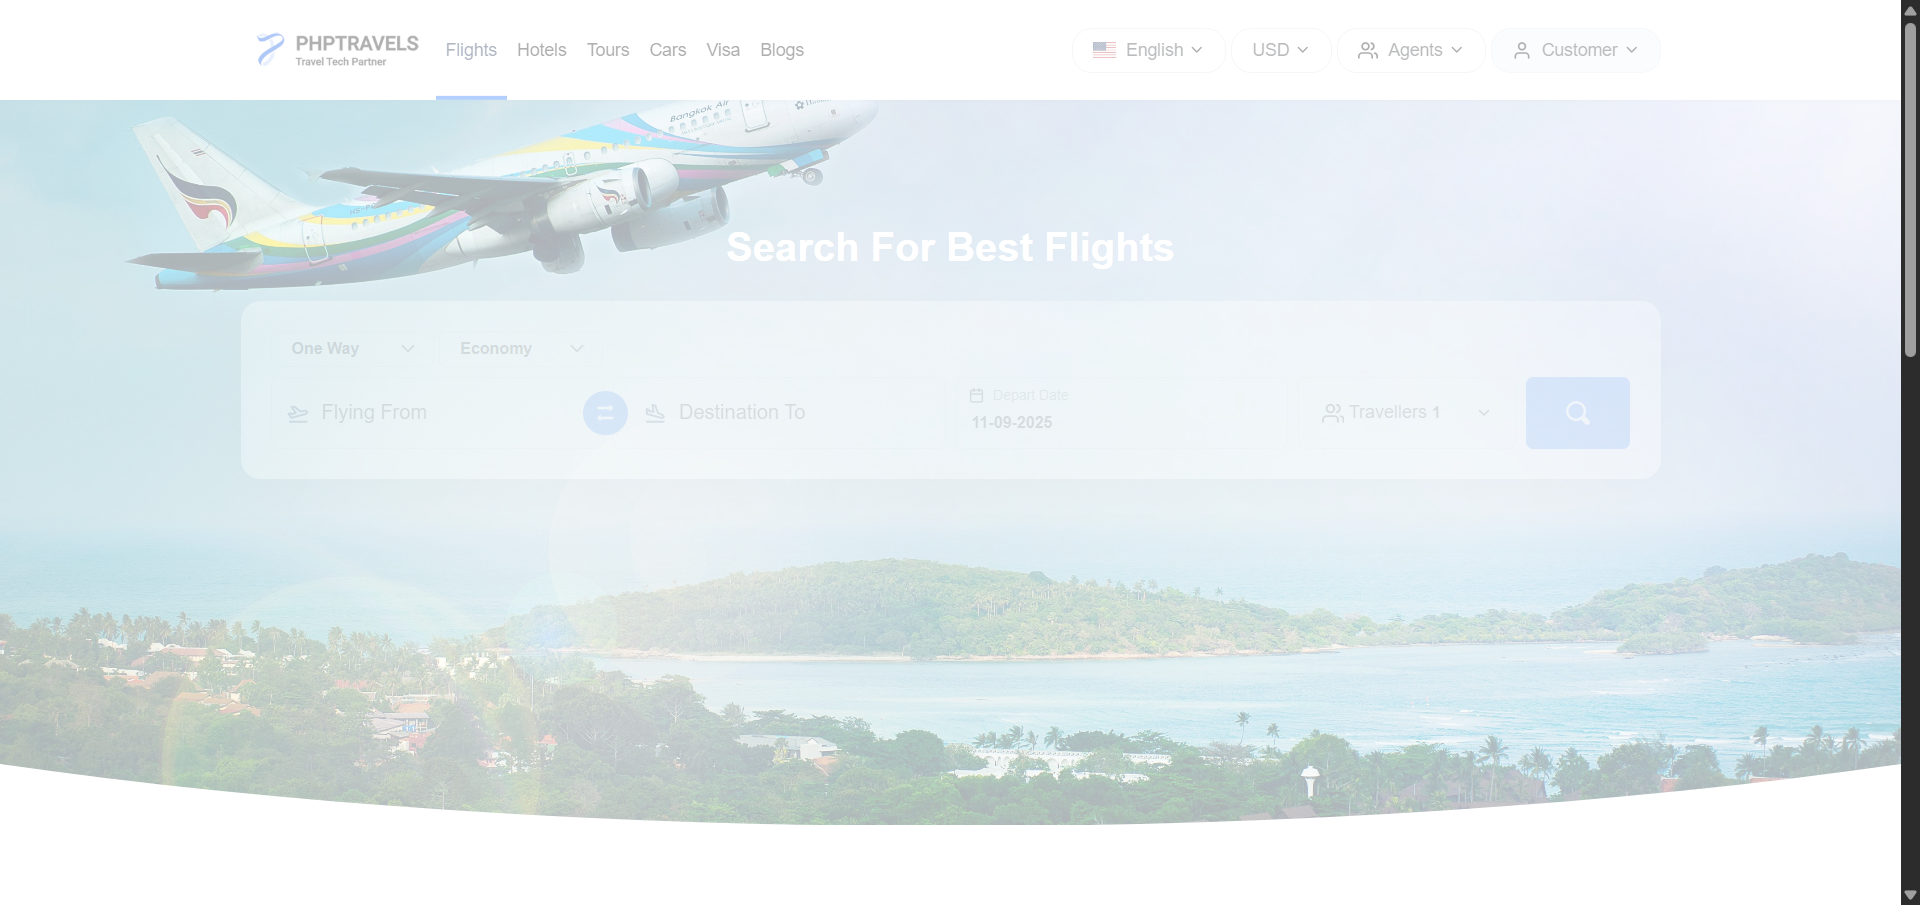 PHPTRAVELS
Travel Tech Partner
Flights Hotels Tours Cars Visa Blogs
English USD Agents Customer
Bangkok Air
Search For Best Flights
One Way Economy
Flying From Destination To
Depart Date
11-09-2025
Travellers 1